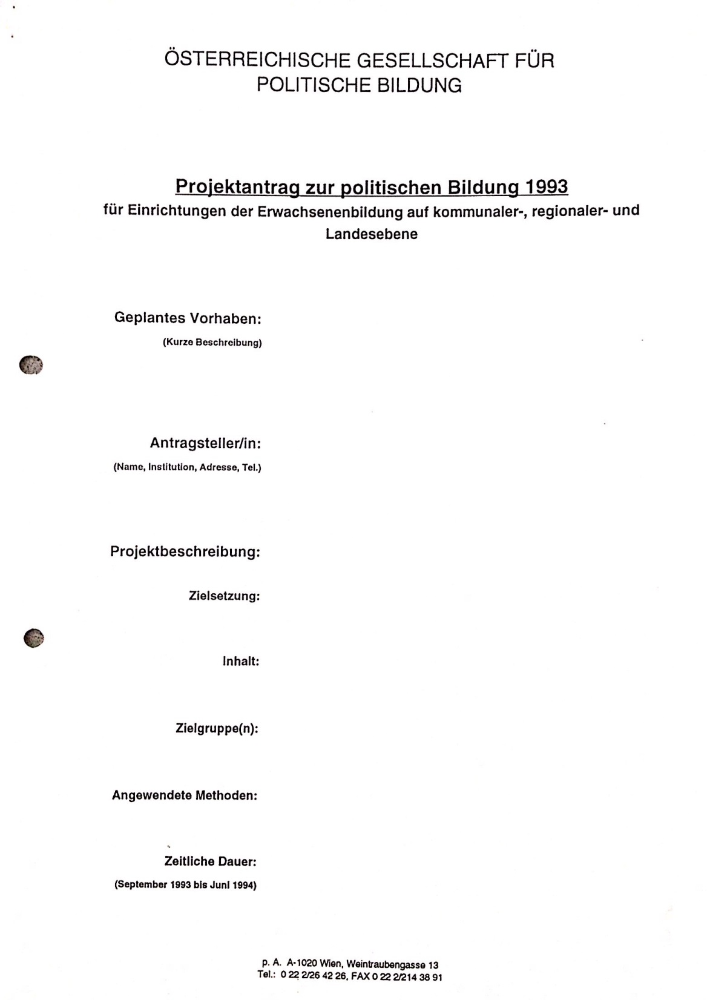 ÖSTERREICHISCHE GESELLSCHAFT FÜR
POLITISCHE BILDUNG
Projektantrag zur politischen Bildung 1993
für Einrichtungen der Erwachsenenbildung auf kommunaler-, regionaler- und
Landesebene
Geplantes Vorhaben:
(Kurze Beschreibung)
Antragsteller/in:
(Name, Institution, Adresse, Tel.)
Projektbeschreibung:
Zielsetzung:
Inhalt:
Zielgruppe(n):
Angewendete Methoden:
Zeitliche Dauer:
(September 1993 bis Juni 1994)
p. A. A-1020 Wien, Weintraubengasse 13
Tel.: 0 22 2/26 42 26, FAX 0 22 2/214 38 91